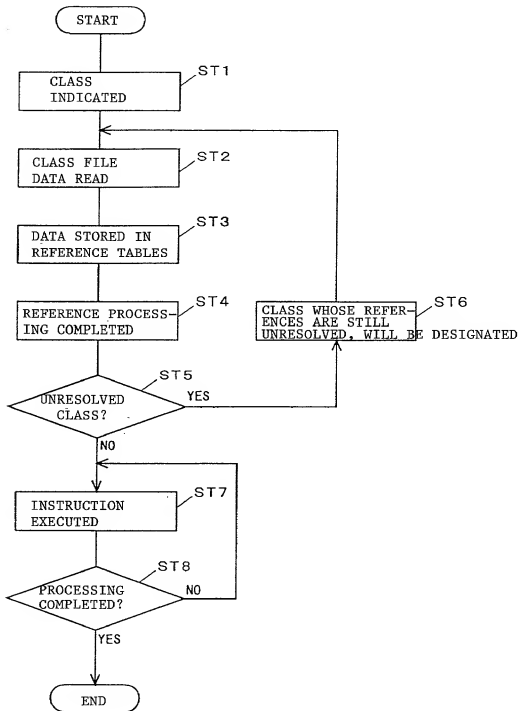 START
ST1
CLASS
INDICATED
ST2
CLASS FILE
DATA READ
ST3
DATA STORED IN
REFERENCE TABLES
ST4
REFERENCE PROCESS-
ING COMPLETED
ST6
CLASS WHOSE REFER-
ENCES ARE STILL
UNRESOLVED, WILL BE DESIGNATED
ST5
UNRESOLVED
CLASS?
YES
NO
ST7
INSTRUCTION
EXECUTED
ST8
PROCESSING
COMPLETED?
NO
YES
END